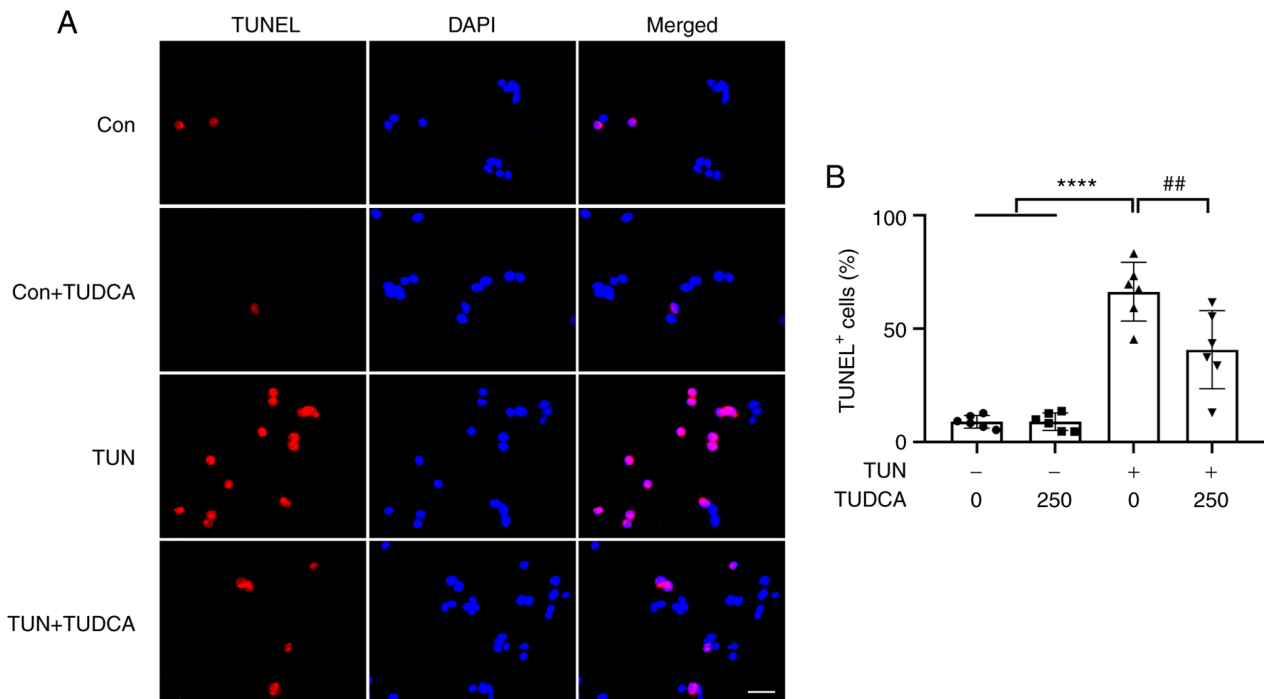 A
TUNEL DAPI Merged
Con
Con+TUDCA
TUN
TUN+TUDCA
B
**** ##
100
50
0
TUNEL⁺ cells (%)
TUN − − + +
TUDCA 0 250 0 250